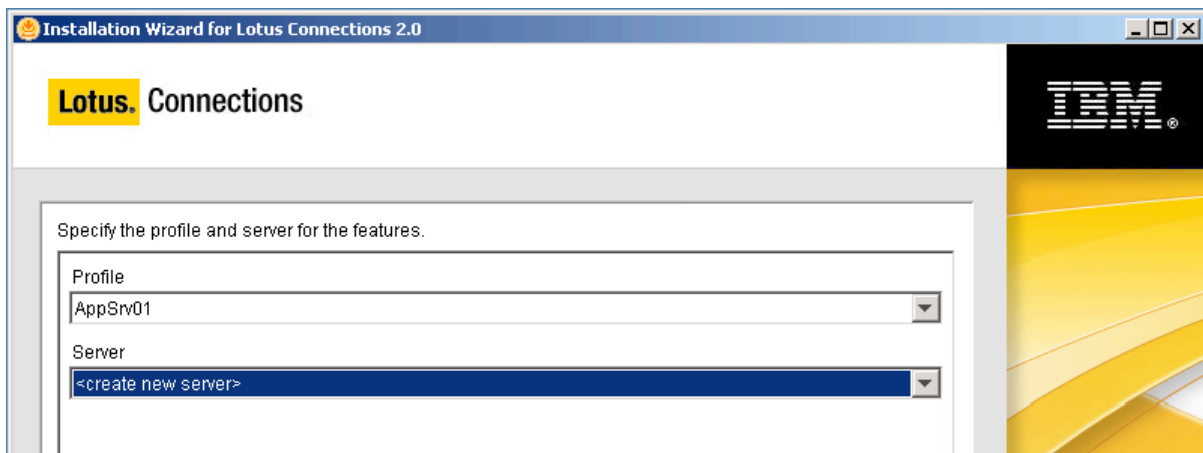 Installation Wizard for Lotus Connections 2.0
Lotus. Connections
IBM®
Specify the profile and server for the features.
Profile
AppSrv01
Server
<create new server>